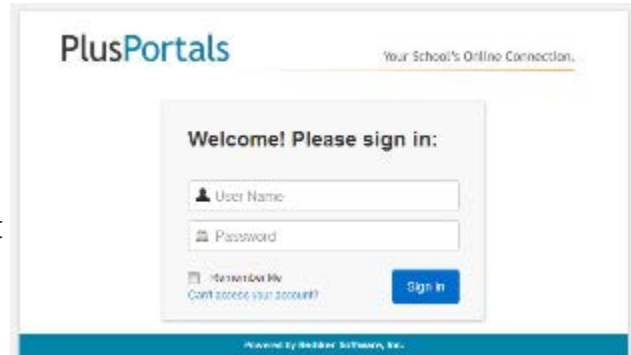 PlusPortals
Your School's Online Connection.
Welcome! Please sign in:
User Name
Password
Remember Me
Can't access your account?
Sign In
Powered by Rediker Software, Inc.
t